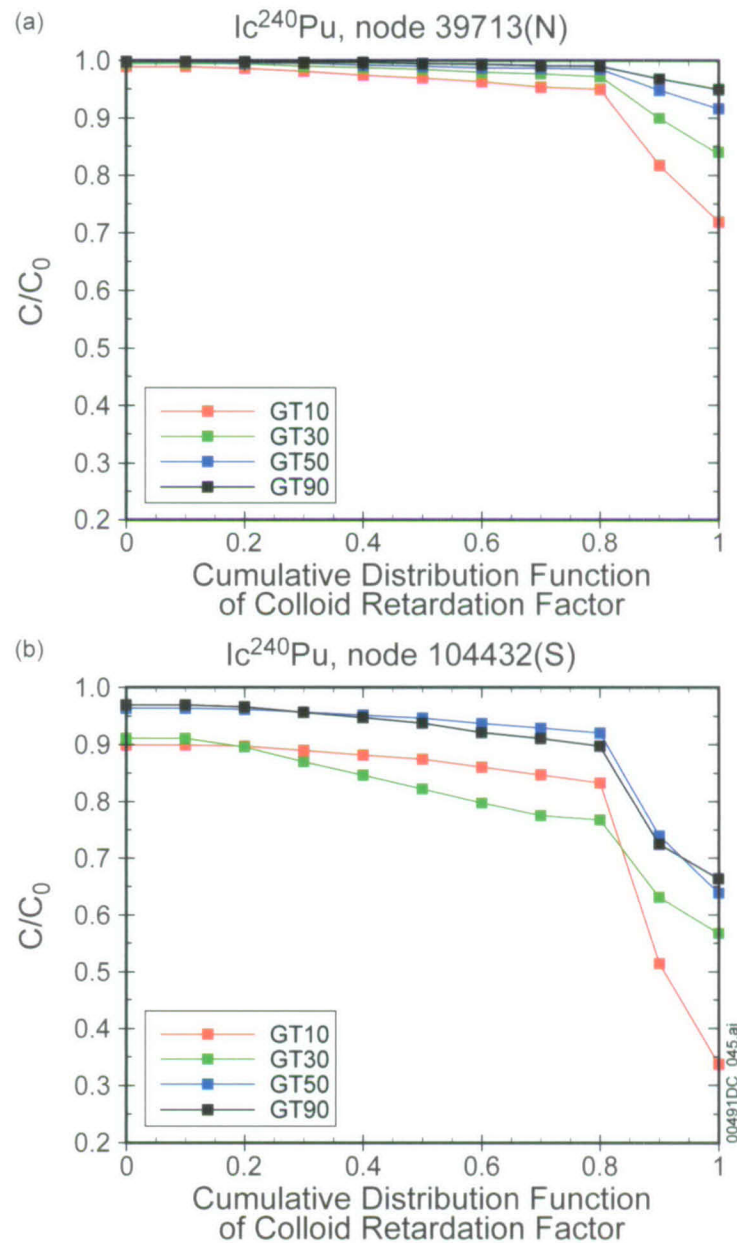 (a)
Ic²⁴⁰Pu, node 39713(N)
1.0
0.9
0.8
0.7
0.6
0.5
0.4
0.3
0.2
C/C₀
GT10
GT30
GT50
GT90
0 0.2 0.4 0.6 0.8 1
Cumulative Distribution Function
of Colloid Retardation Factor
(b)
Ic²⁴⁰Pu, node 104432(S)
1.0
0.9
0.8
0.7
0.6
0.5
0.4
0.3
0.2
C/C₀
GT10
GT30
GT50
GT90
0 0.2 0.4 0.6 0.8 1
Cumulative Distribution Function
of Colloid Retardation Factor
00491DC_045.ai